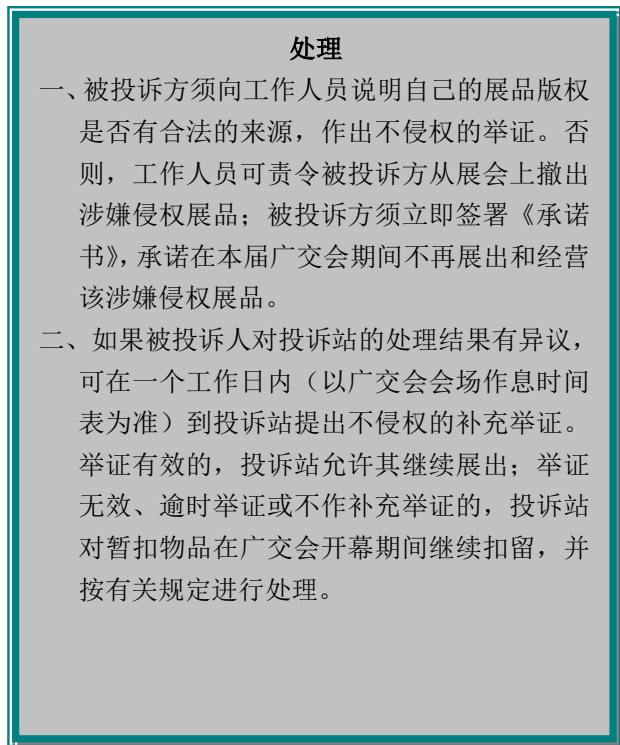 处理
一、被投诉方须向工作人员说明自己的展品版权
是否有合法的来源，作出不侵权的举证。否
则，工作人员可责令被投诉方从展会上撤出
涉嫌侵权展品；被投诉方须立即签署《承诺
书》，承诺在本届广交会期间不再展出和经营
该涉嫌侵权展品。
二、如果被投诉人对投诉站的处理结果有异议，
可在一个工作日内（以广交会会场作息时间
表为准）到投诉站提出不侵权的补充举证。
举证有效的，投诉站允许其继续展出；举证
无效、逾时举证或不作补充举证的，投诉站
对暂扣物品在广交会开幕期间继续扣留，并
按有关规定进行处理。